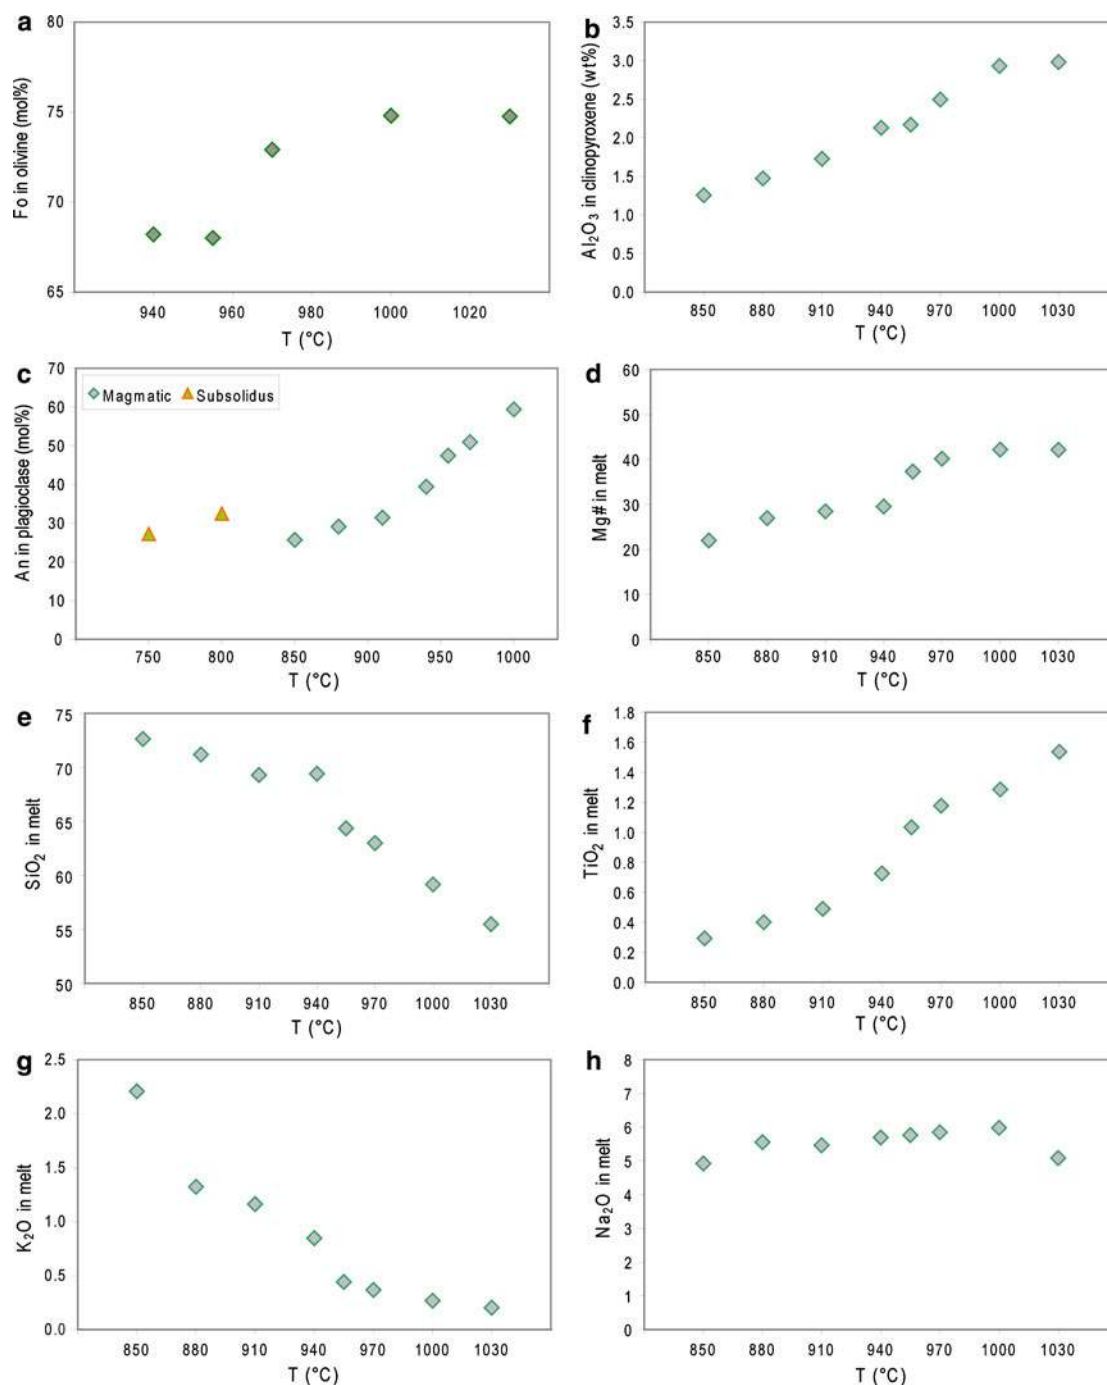 a
80
75
70
65
Fo in olivine (mol%)
940 960 980 1000 1020
T (°C)
b
3.5
3.0
2.5
2.0
1.5
1.0
0.5
0.0
Al₂O₃ in clinopyroxene (wt%)
850 880 910 940 970 1000 1030
T (°C)
c
70
60
50
40
30
20
10
0
An in plagioclase (mol%)
Magmatic Subsolidus
750 800 850 900 950 1000
T (°C)
d
60
50
40
30
20
10
0
Mg# in melt
850 880 910 940 970 1000 1030
T (°C)
e
75
70
65
60
55
50
SiO₂ in melt
850 880 910 940 970 1000 1030
T (°C)
f
1.8
1.6
1.4
1.2
1.0
0.8
0.6
0.4
0.2
0.0
TiO₂ in melt
850 880 910 940 970 1000 1030
T (°C)
g
2.5
2.0
1.5
1.0
0.5
0.0
K₂O in melt
850 880 910 940 970 1000 1030
T (°C)
h
8
7
6
5
4
3
2
1
0
Na₂O in melt
850 880 910 940 970 1000 1030
T (°C)